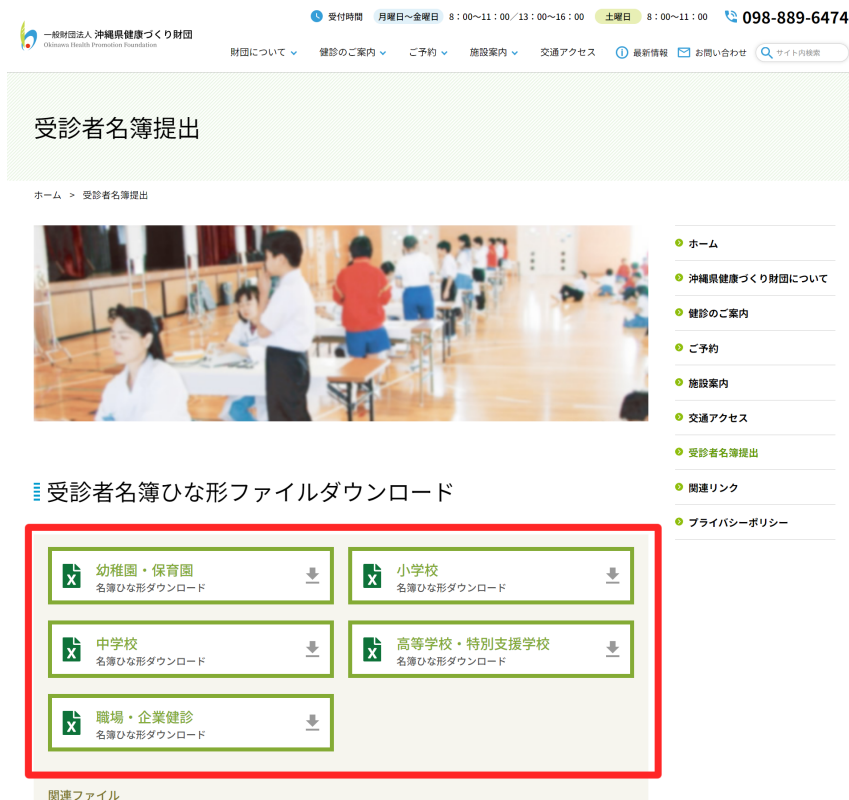 受付時間 月曜日～金曜日 8：00～11：00／13：00～16：00 土曜日 8：00～11：00 098-889-6474
一般財団法人 沖縄県健康づくり財団
Okinawa Health Promotion Foundation
財団について 健診のご案内 ご予約 施設案内 交通アクセス 最新情報 お問い合わせ サイト内検索
受診者名簿提出
ホーム > 受診者名簿提出
ホーム
沖縄県健康づくり財団について
健診のご案内
ご予約
施設案内
交通アクセス
受診者名簿提出
関連リンク
プライバシーポリシー
受診者名簿ひな形ファイルダウンロード
幼稚園・保育園
名簿ひな形ダウンロード
小学校
名簿ひな形ダウンロード
中学校
名簿ひな形ダウンロード
高等学校・特別支援学校
名簿ひな形ダウンロード
職場・企業健診
名簿ひな形ダウンロード
関連ファイル